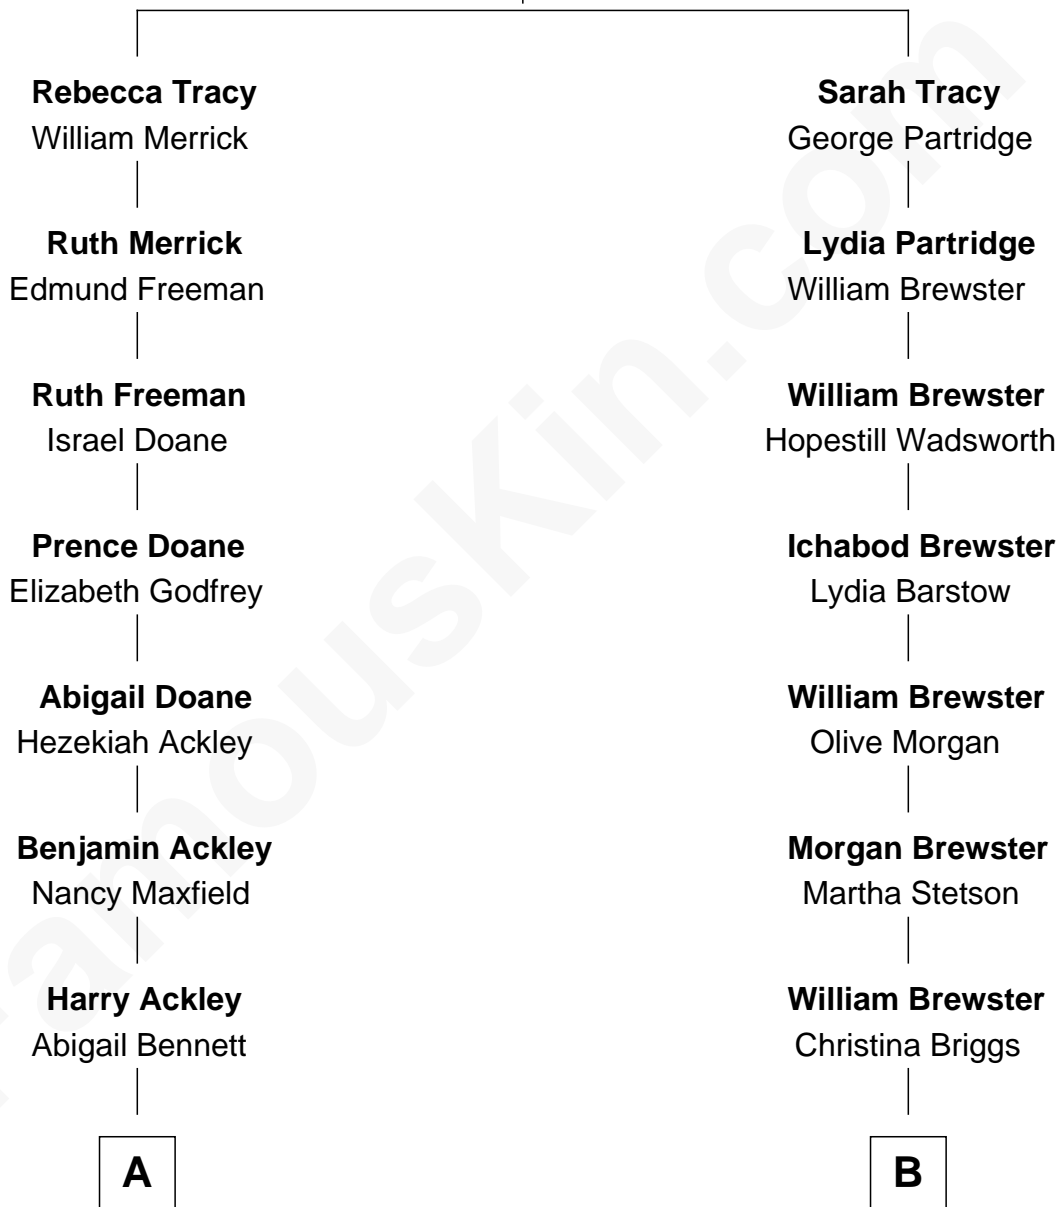 Rebecca Tracy
William Merrick
Sarah Tracy
George Partridge
Ruth Merrick
Edmund Freeman
Lydia Partridge
William Brewster
Ruth Freeman
Israel Doane
William Brewster
Hopestill Wadsworth
Prence Doane
Elizabeth Godfrey
Ichabod Brewster
Lydia Barstow
Abigail Doane
Hezekiah Ackley
William Brewster
Olive Morgan
Benjamin Ackley
Nancy Maxfield
Morgan Brewster
Martha Stetson
Harry Ackley
Abigail Bennett
William Brewster
Christina Briggs
A
B
FamousKin.com